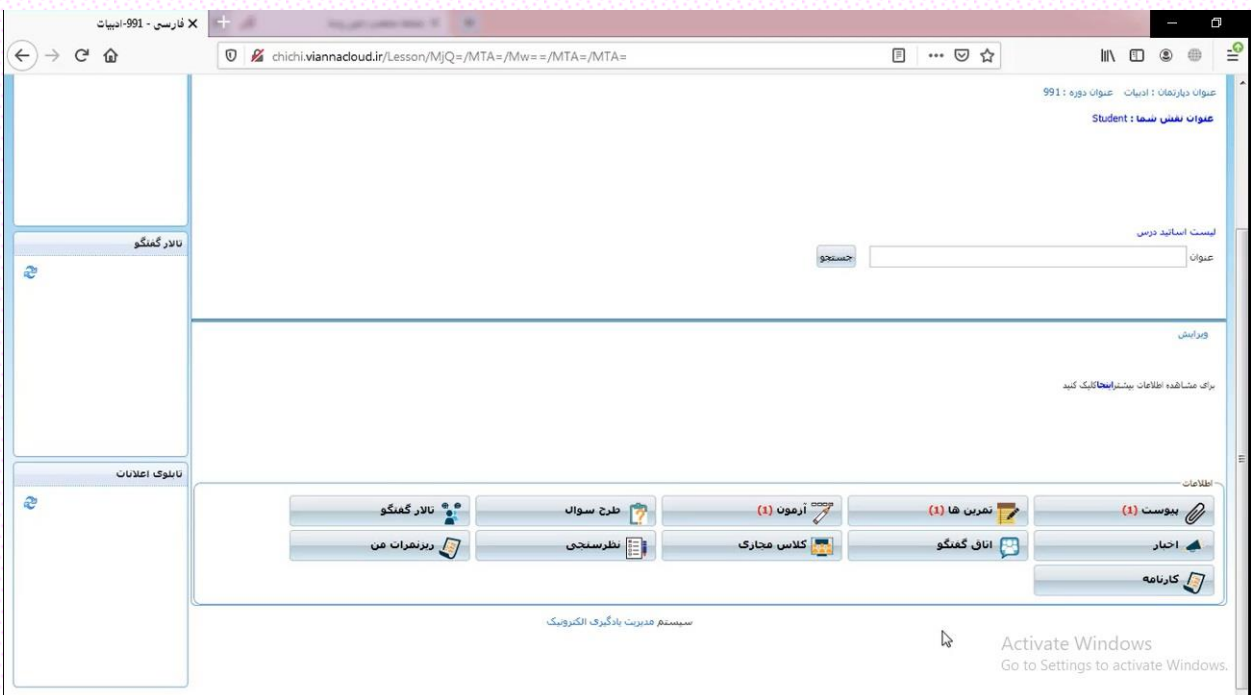 فارسی - 991-ادبیات
chichi.viannacloud.ir/Lesson/MjQ=/MTA=/Mw==/MTA=/MTA=
عنوان دپارتمان : ادبیات عنوان دوره : 991
عنوان نقش شما : Student
لیست اساتید درس
عنوان
جستجو
ویرایش
برای مشاهده اطلاعات بیشتراینجاکلیک کنید
اطلاعات
پیوست (1)
تمرین ها (1)
آزمون (1)
طرح سوال
تالار گفتگو
اخبار
اتاق گفتگو
کلاس مجازی
نظرسنجی
ریزنمرات من
کارنامه
تالار گفتگو
تابلوی اعلانات
سیستم مدیریت یادگیری الکترونیک
Activate Windows
Go to Settings to activate Windows.